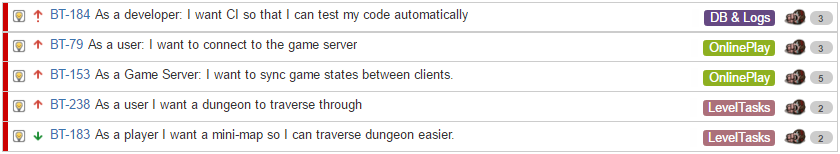 BT-184 As a developer: I want CI so that I can test my code automatically DB & Logs 3
BT-79 As a user: I want to connect to the game server OnlinePlay 3
BT-153 As a Game Server: I want to sync game states between clients. OnlinePlay 5
BT-238 As a user I want a dungeon to traverse through LevelTasks 2
BT-183 As a player I want a mini-map so I can traverse dungeon easier. LevelTasks 2